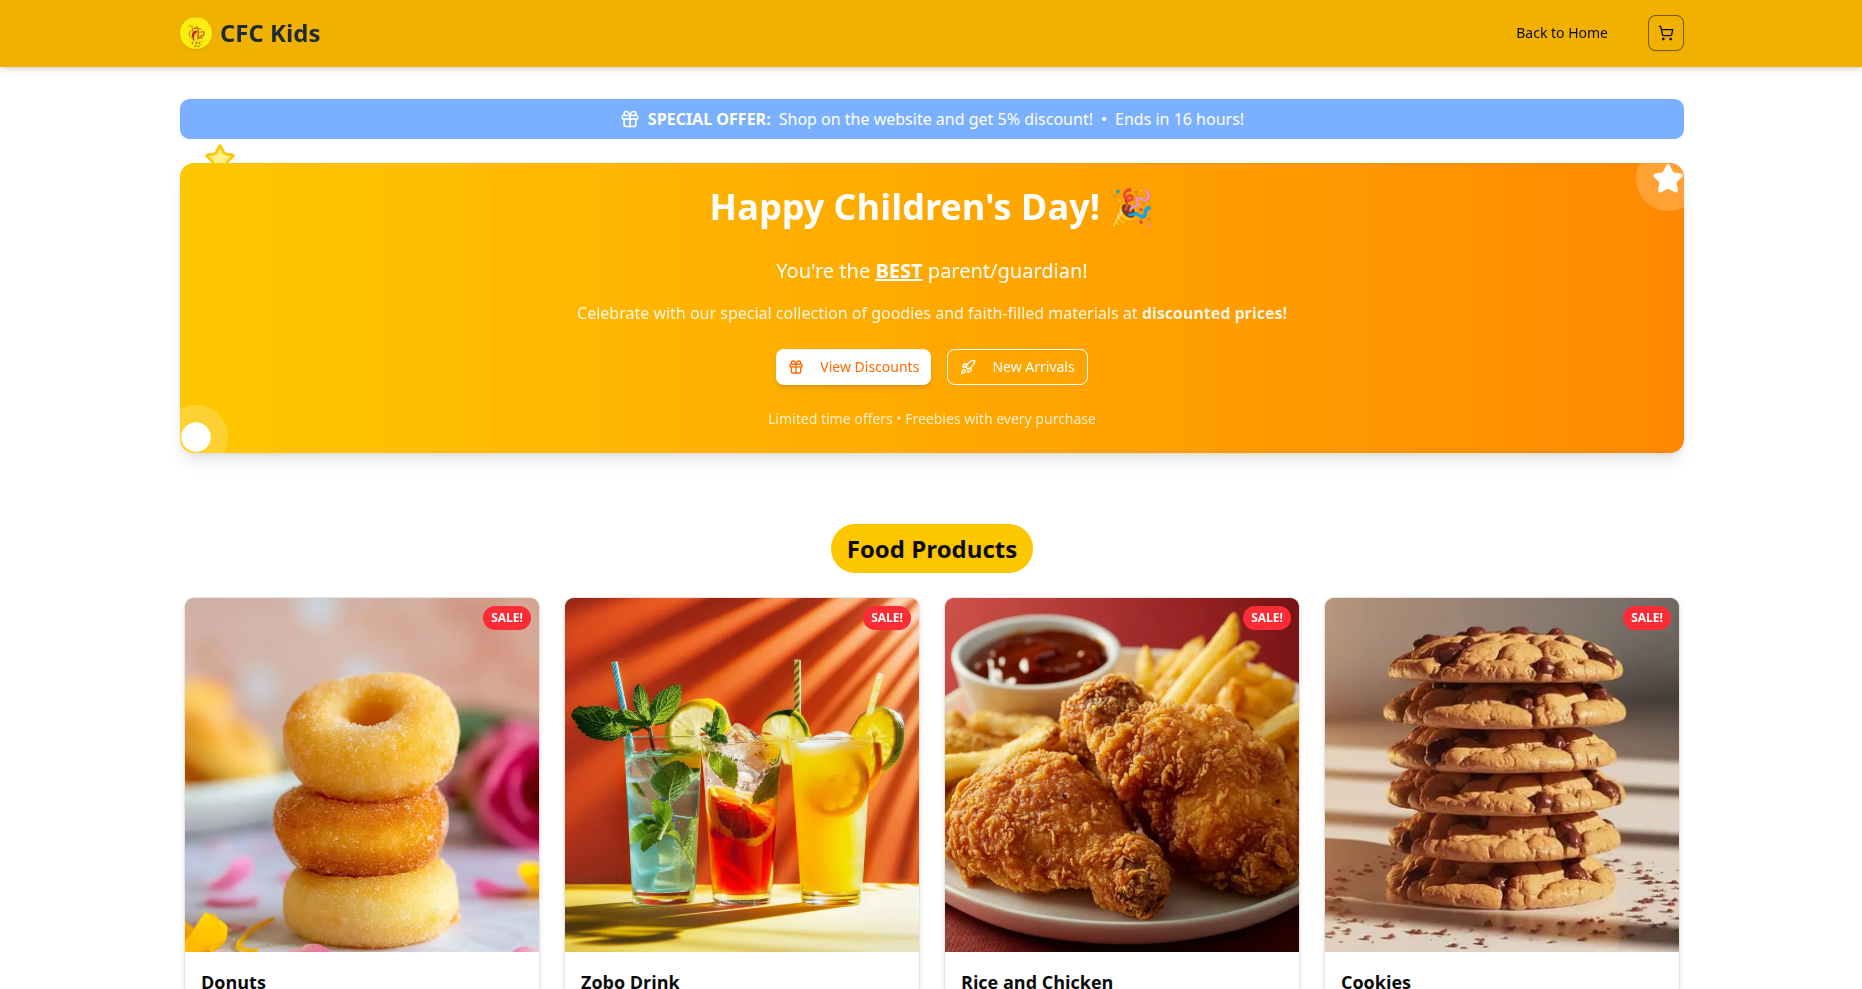 CFC Kids
Back to Home
SPECIAL OFFER: Shop on the website and get 5% discount! • Ends in 16 hours!
Happy Children's Day! 🎉
You're the BEST parent/guardian!
Celebrate with our special collection of goodies and faith-filled materials at discounted prices!
View Discounts
New Arrivals
Limited time offers • Freebies with every purchase
Food Products
SALE!
SALE!
SALE!
SALE!
Donuts
Zobo Drink
Rice and Chicken
Cookies